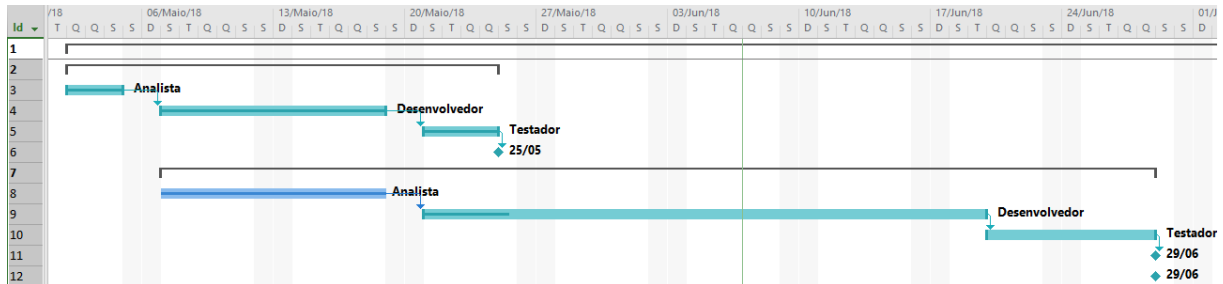 /18 06/Maio/18 13/Maio/18 20/Maio/18 27/Maio/18 03/Jun/18 10/Jun/18 17/Jun/18 24/Jun/18 01/J
Id T Q Q S S D S T Q Q S S D S T Q Q S S D S T Q Q S S D S T Q Q S S D S T Q Q S S D S T Q Q S S D S T Q Q S S D S T Q Q S S D
1
2
3 Analista
4 Desenvolvedor
5 Testador
6 25/05
7
8 Analista
9 Desenvolvedor
10 Testador
11 29/06
12 29/06